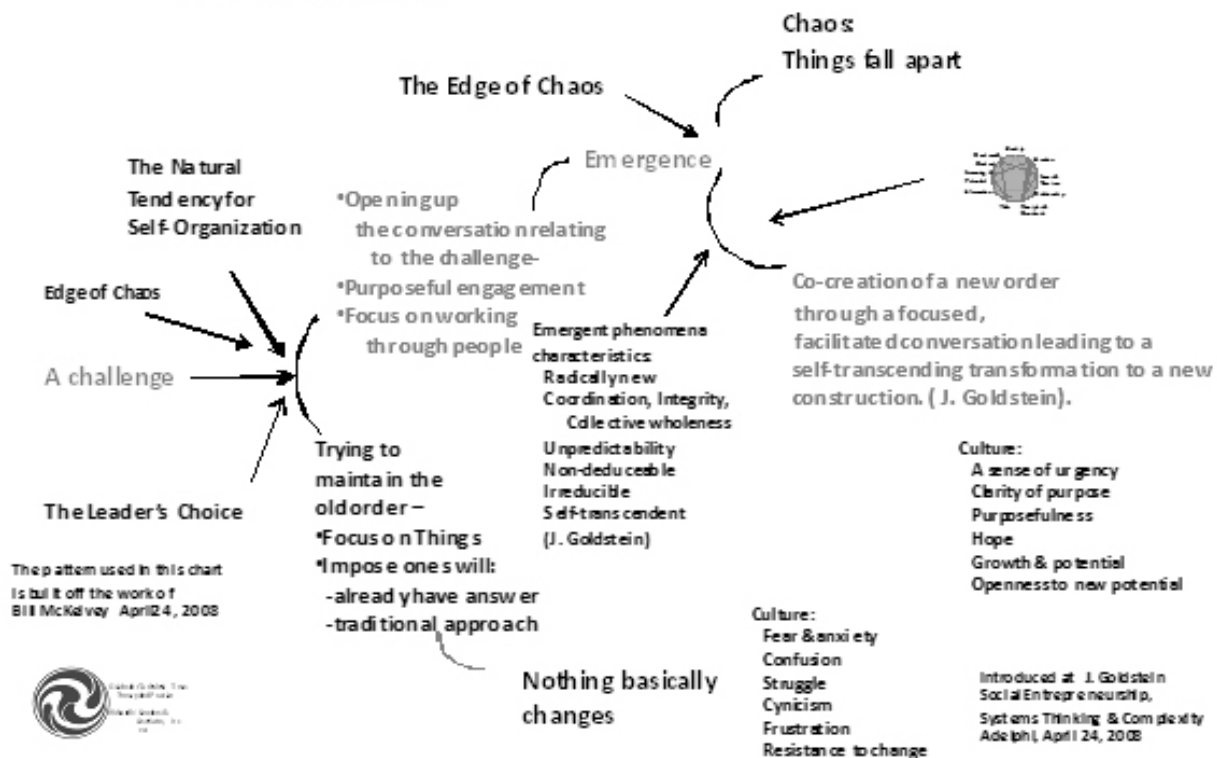 Chaos:
Things fall apart
The Edge of Chaos
Emergence
The Natural
Tendency for
Self-Organization
•Opening up
the conversation relating
to the challenge-
•Purposeful engagement
•Focus on working
through people
Edge of Chaos
A challenge
The Leader's Choice
Co-creation of a new order
through a focused,
facilitated conversation leading to a
self-transcending transformation to a new
construction. ( J. Goldstein).
Emergent phenomena
characteristics:
Radically new
Coordination, Integrity,
Collective wholeness
Unpredictability
Non-deduceable
Irreducible
Self-transcendent
(J. Goldstein)
Trying to
maintain the
old order –
•Focus on Things
•Impose ones will:
-already have answer
-traditional approach
Nothing basically
changes
Culture:
A sense of urgency
Clarity of purpose
Purposefulness
Hope
Growth & potential
Openness to new potential
Culture:
Fear & anxiety
Confusion
Struggle
Cynicism
Frustration
Resistance to change
The pattern used in this chart
Is built off the work of
Bill McKelvey April 24, 2008
Introduced at J. Goldstein
Social Entrepreneurship,
Systems Thinking & Complexity
Adelphi, April 24, 2008